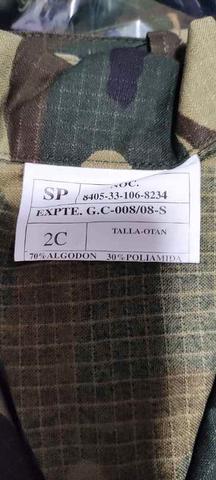 SP
NOC.
8405-33-106-8234
EXPTE. G.C-008/08-S
2C
TALLA-OTAN
70% ALGODON 30% POLIAMIDA